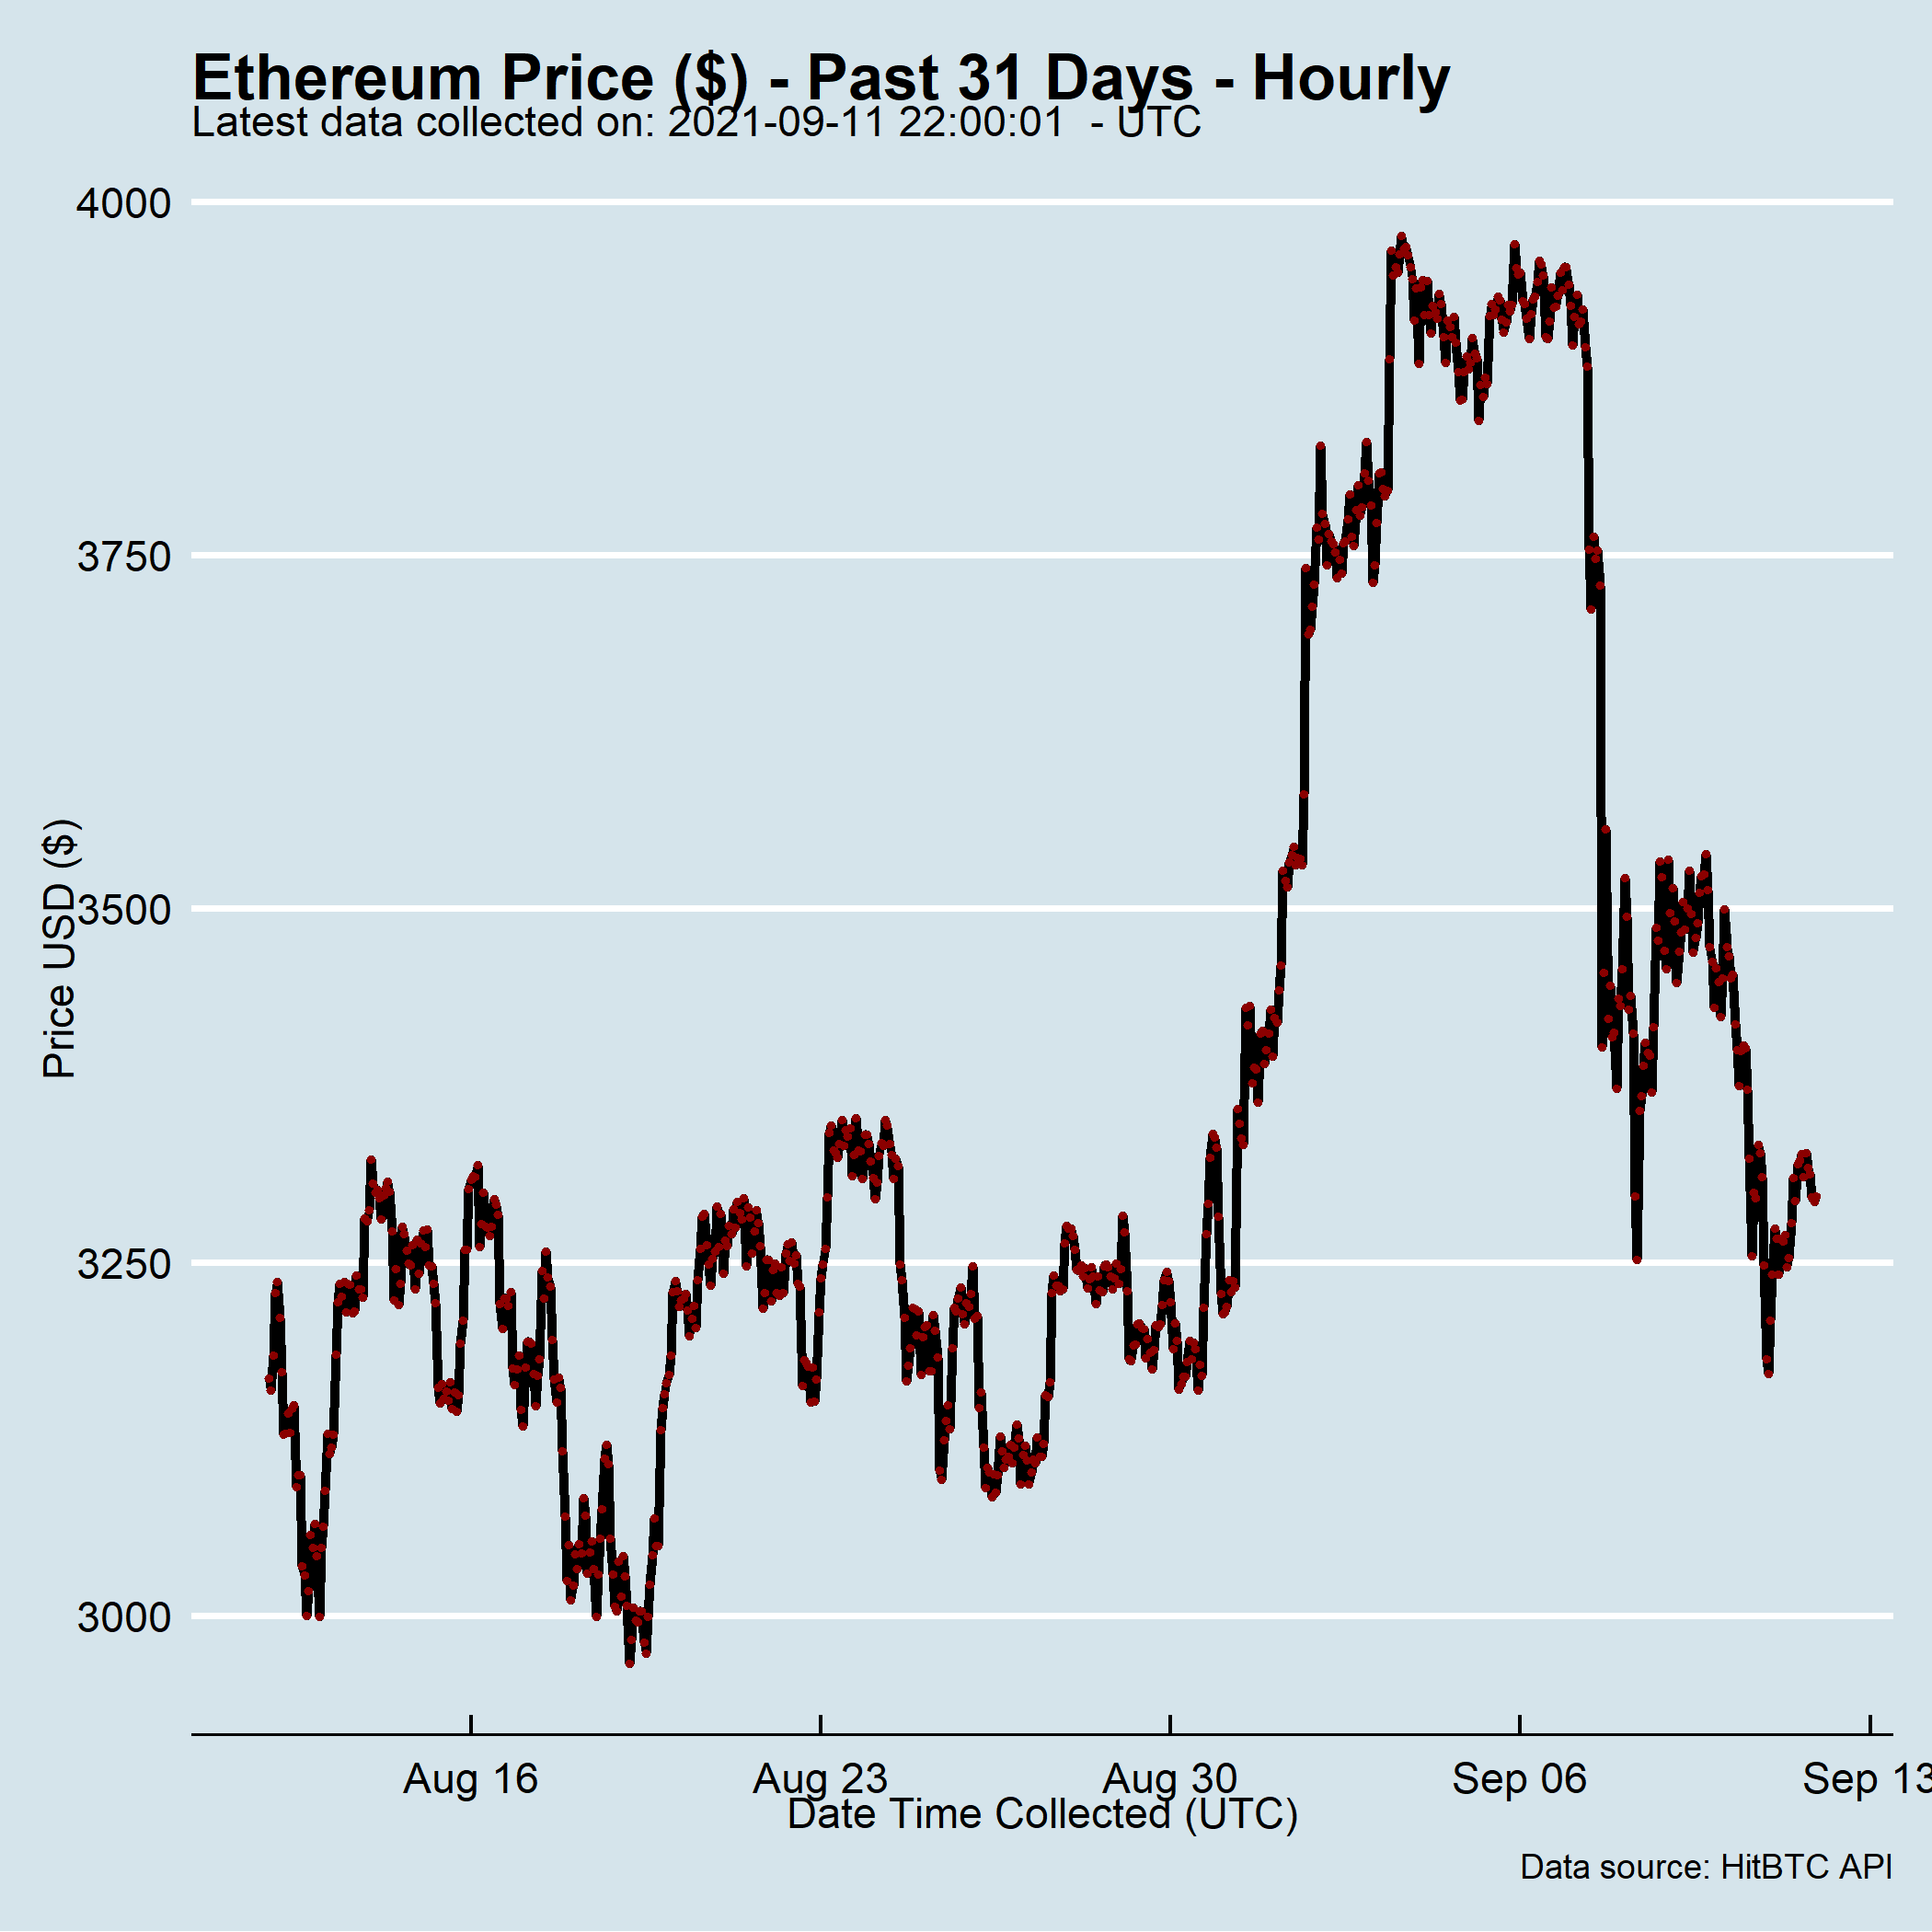 Ethereum Price ($) - Past 31 Days - Hourly
Latest data collected on: 2021-09-11 22:00:01  - UTC
4000
3750
3500
3250
3000
Price USD ($)
Aug 16 Aug 23 Aug 30 Sep 06 Sep 13
Date Time Collected (UTC)
Data source: HitBTC API